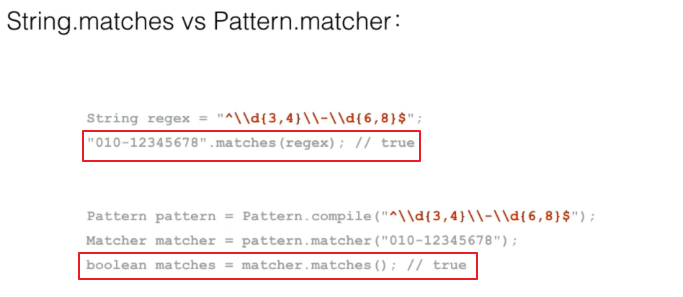 String.matches vs Pattern.matcher：
String regex = "^\\d{3,4}\\-\\d{6,8}$";
"010-12345678".matches(regex); // true
Pattern pattern = Pattern.compile("^\\d{3,4}\\-\\d{6,8}$");
Matcher matcher = pattern.matcher("010-12345678");
boolean matches = matcher.matches(); // true